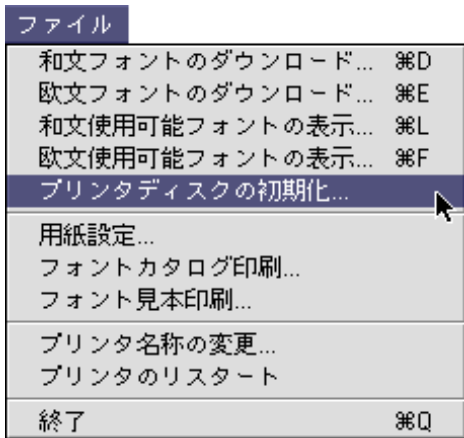 ファイル
和文フォントのダウンロード... ⌘D
欧文フォントのダウンロード... ⌘E
和文使用可能フォントの表示... ⌘L
欧文使用可能フォントの表示... ⌘F
プリンタディスクの初期化...
用紙設定...
フォントカタログ印刷...
フォント見本印刷...
プリンタ名称の変更...
プリンタのリスタート
終了 ⌘Q